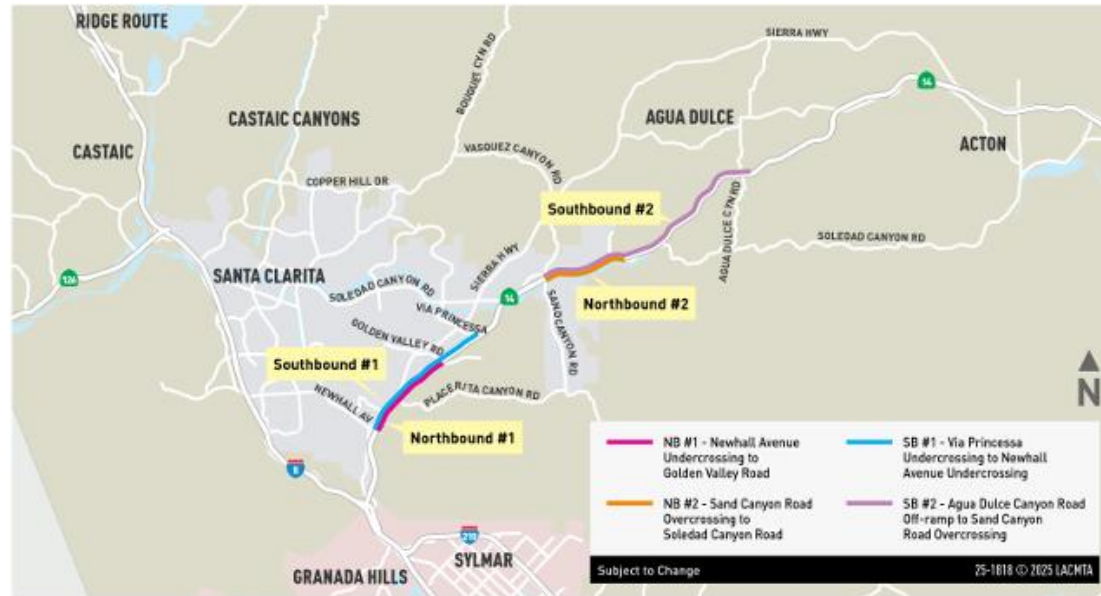 RIDGE ROUTE
SIERRA HWY
14
BOUQUET CYN RD
CASTAIC CANYONS
AGUA DULCE
CASTAIC
ACTON
VASQUEZ CANYON RD
COPPER HILL DR
Southbound #2
AGUA DULCE CYN RD
SOLEDAD CANYON RD
126
SANTA CLARITA
SOLEDAD CANYON RD
SIERRA HWY
14
VIA PRINCESSA
Northbound #2
GOLDEN VALLEY RD
SAND CANYON RD
Southbound #1
NEWHALL AV
PLACERITA CANYON RD
Northbound #1
N
5
NB #1 - Newhall Avenue
Undercrossing to
Golden Valley Road
SB #1 - Via Princessa
Undercrossing to Newhall
Avenue Undercrossing
NB #2 - Sand Canyon Road
Overcrossing to
Soledad Canyon Road
SB #2 - Agua Dulce Canyon Road
Off-ramp to Sand Canyon
Road Overcrossing
210
SYLMAR
GRANADA HILLS
Subject to Change
25-1818 © 2025 LACMTA